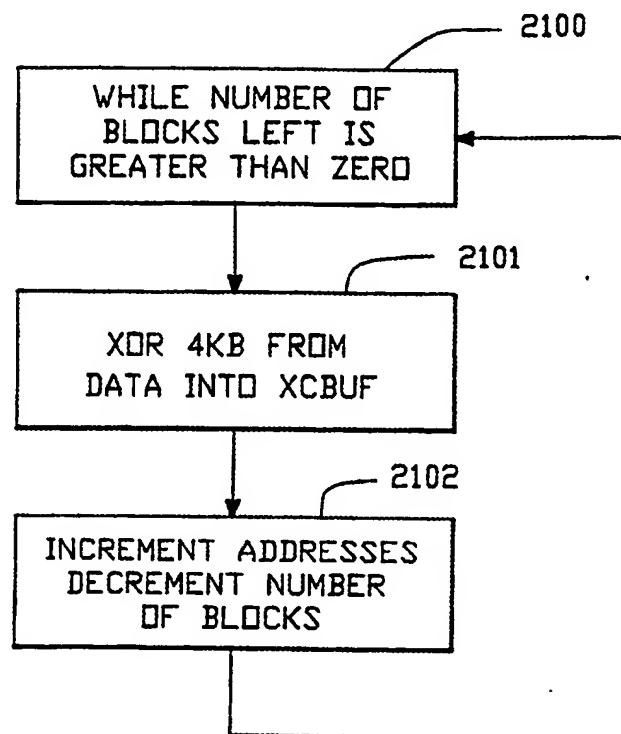 2100
WHILE NUMBER OF
BLOCKS LEFT IS
GREATER THAN ZERO
2101
XOR 4KB FROM
DATA INTO XCBUF
2102
INCREMENT ADDRESSES
DECREMENT NUMBER
OF BLOCKS